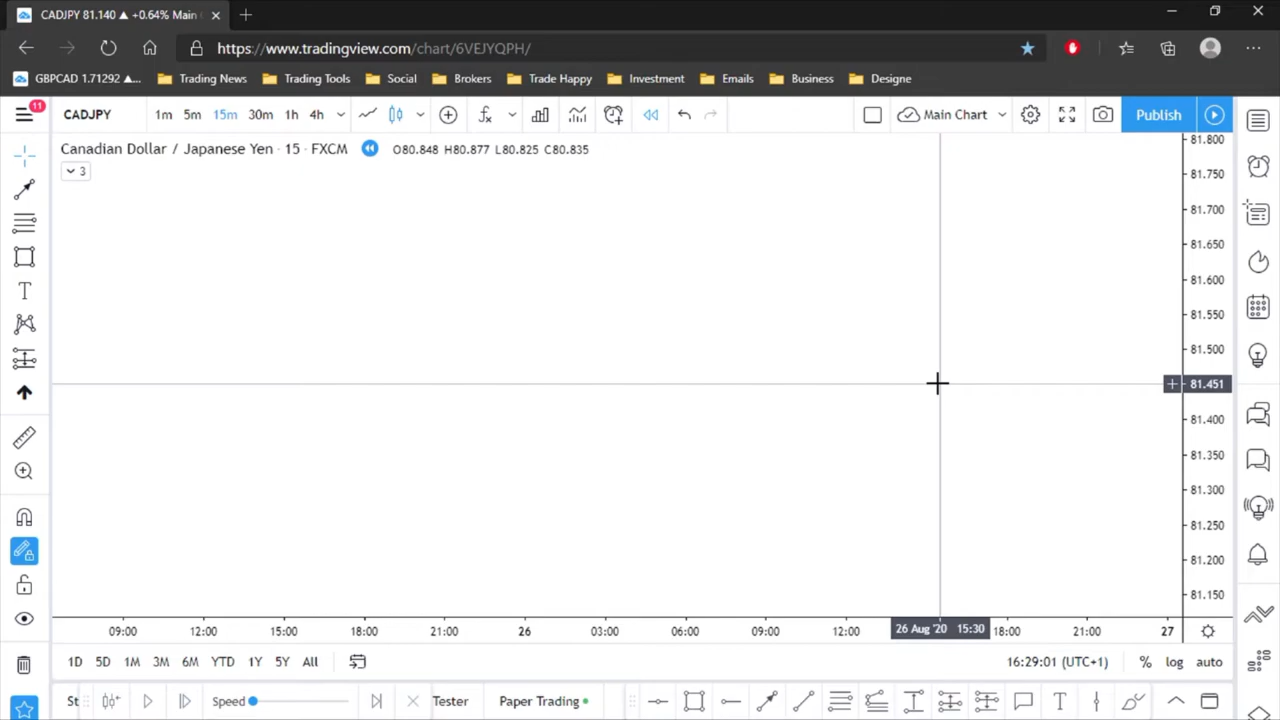 CADJPY 81.140 ▲ +0.64% Main
https://www.tradingview.com/chart/6VEJYQPH/
GBPCAD 1.71292 ▲... Trading News Trading Tools Social Brokers Trade Happy Investment Emails Business Designe
11
CADJPY 1m 5m 15m 30m 1h 4h Main Chart Publish
Canadian Dollar / Japanese Yen · 15 · FXCM O80.848 H80.877 L80.825 C80.835
3
81.800
81.750
81.700
81.650
81.600
81.550
81.500
81.451
81.400
81.350
81.300
81.250
81.200
81.150
09:00 12:00 15:00 18:00 21:00 26 03:00 06:00 09:00 12:00 26 Aug '20 15:30 18:00 21:00 27
1D 5D 1M 3M 6M YTD 1Y 5Y All 16:29:01 (UTC+1) % log auto
St Speed Tester Paper Trading